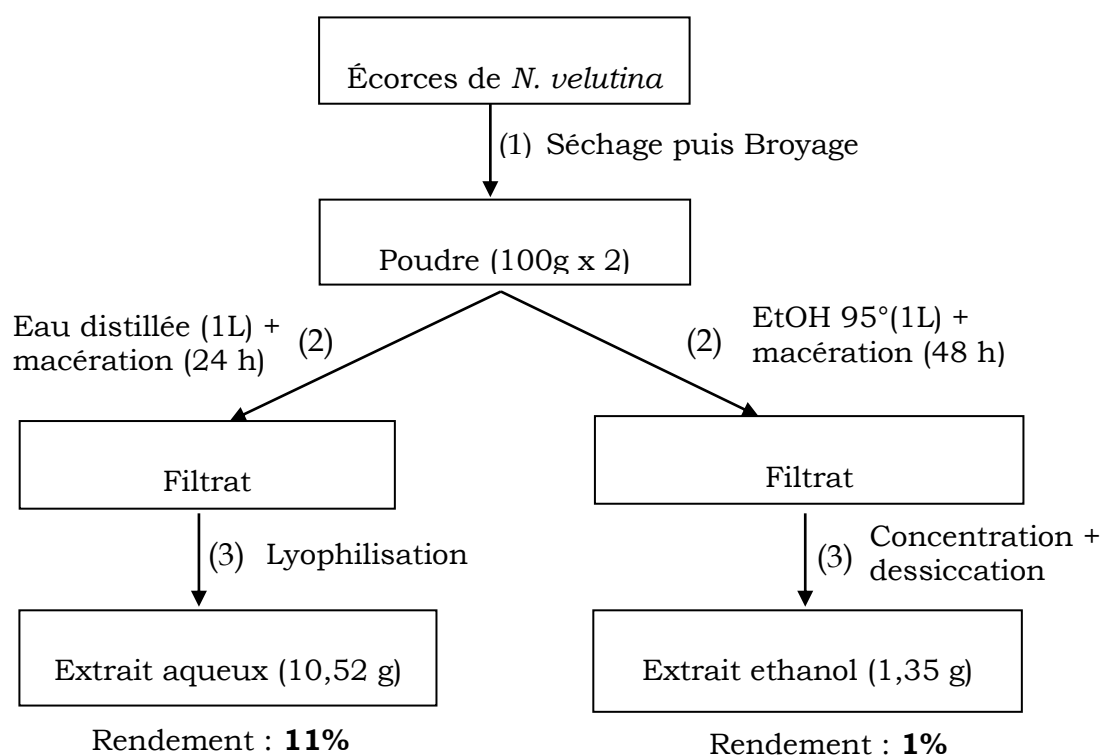 Écorces de N. velutina
(1) Séchage puis Broyage
Poudre (100g x 2)
Eau distillée (1L) +
macération (24 h)
(2)
(2)
EtOH 95°(1L) +
macération (48 h)
Filtrat
Filtrat
(3) Lyophilisation
(3)
Concentration +
dessiccation
Extrait aqueux (10,52 g)
Extrait ethanol (1,35 g)
Rendement : 11%
Rendement : 1%